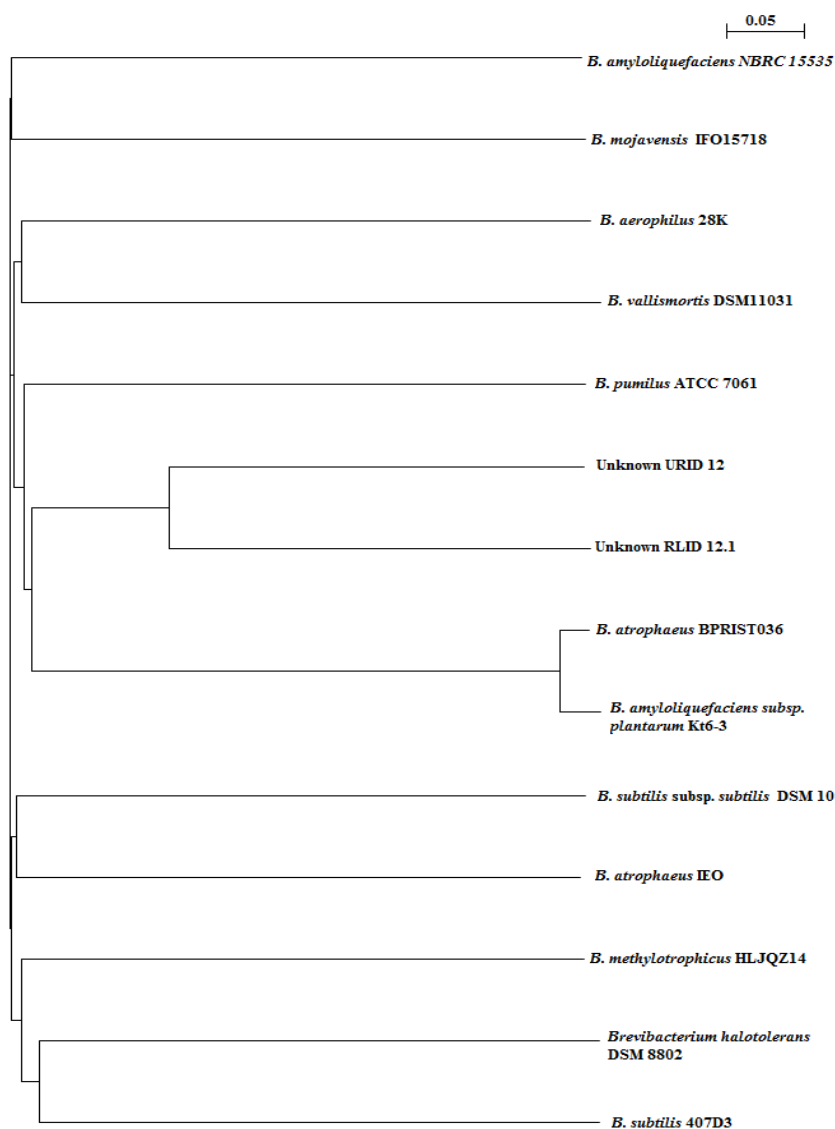 0.05
B. amyloliquefaciens NBRC 15535
B. mojavensis IFO15718
B. aerophilus 28K
B. vallismortis DSM11031
B. pumilus ATCC 7061
Unknown URID 12
Unknown RLID 12.1
B. atrophaeus BPRIST036
B. amyloliquefaciens subsp.
plantarum Kt6-3
B. subtilis subsp. subtilis DSM 10
B. atrophaeus IEO
B. methylotrophicus HLJQZ14
Brevibacterium halotolerans
DSM 8802
B. subtilis 407D3